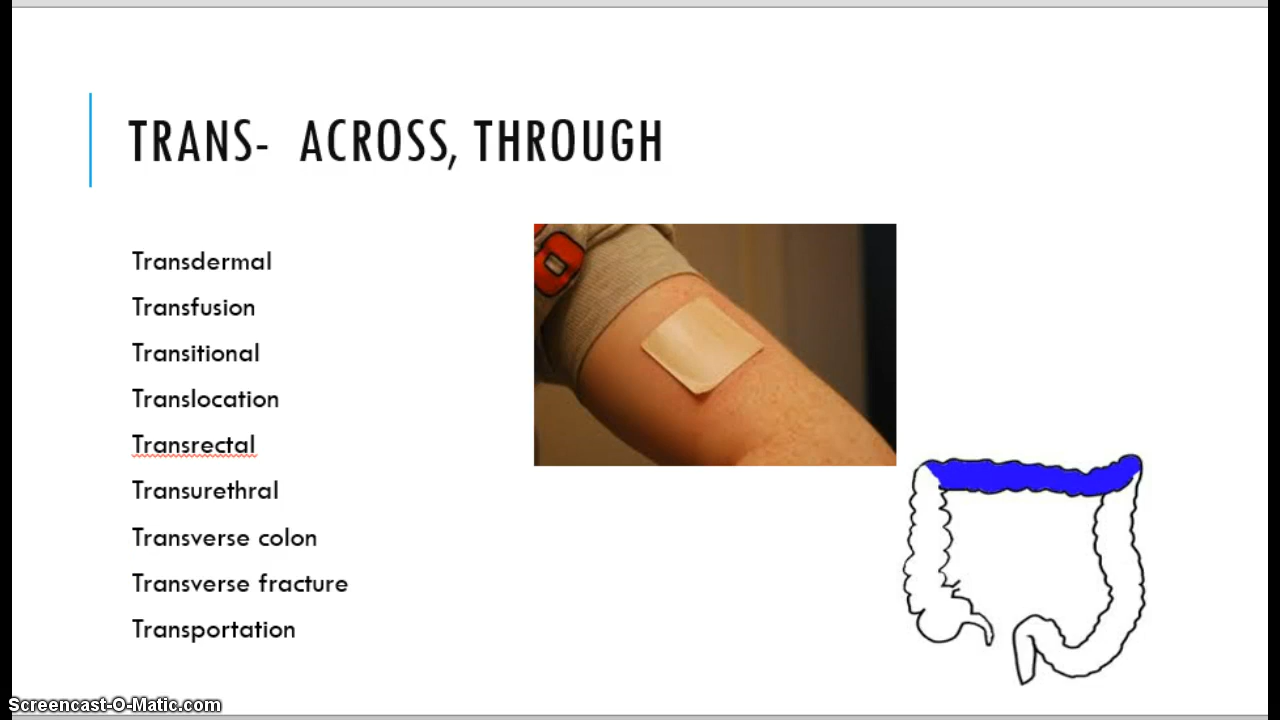 TRANS-  ACROSS, THROUGH
Transdermal
Transfusion
Transitional
Translocation
Transrectal
Transurethral
Transverse colon
Transverse fracture
Transportation
Screencast-O-Matic.com